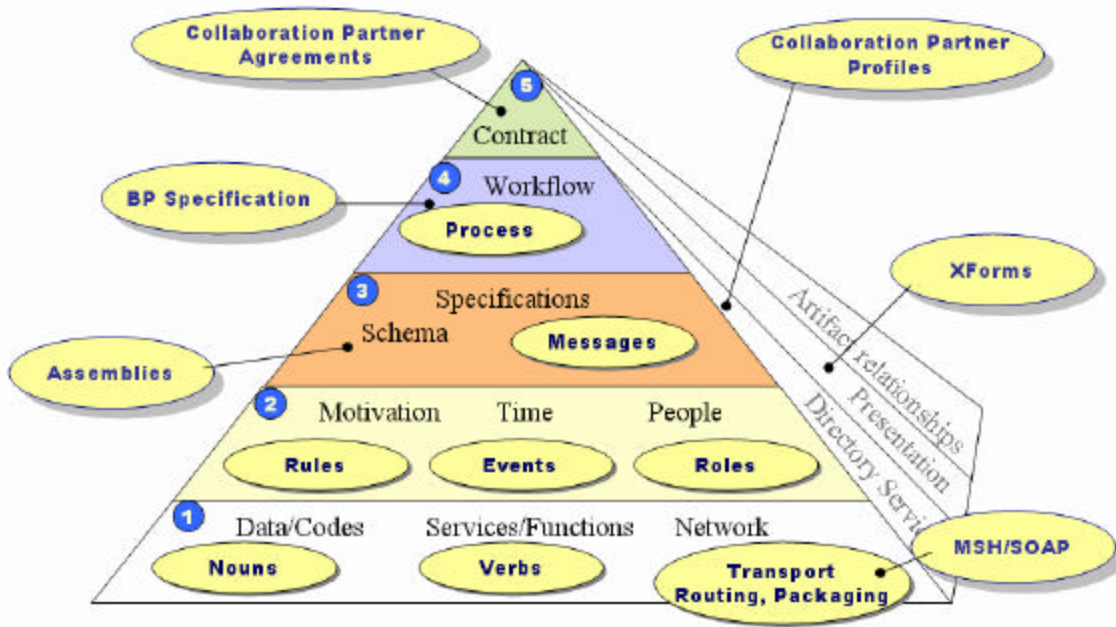 Collaboration Partner
Agreements
Collaboration Partner
Profiles
5
Contract
4
Workflow
BP Specification
Process
XForms
3
Specifications
Schema
Messages
Assemblies
Artifact relationships
Presentation
2
Motivation Time People
Rules Events Roles
Directory
1
Data/Codes Services/Functions Network
MSH/SOAP
Nouns Verbs Transport
Routing, Packaging